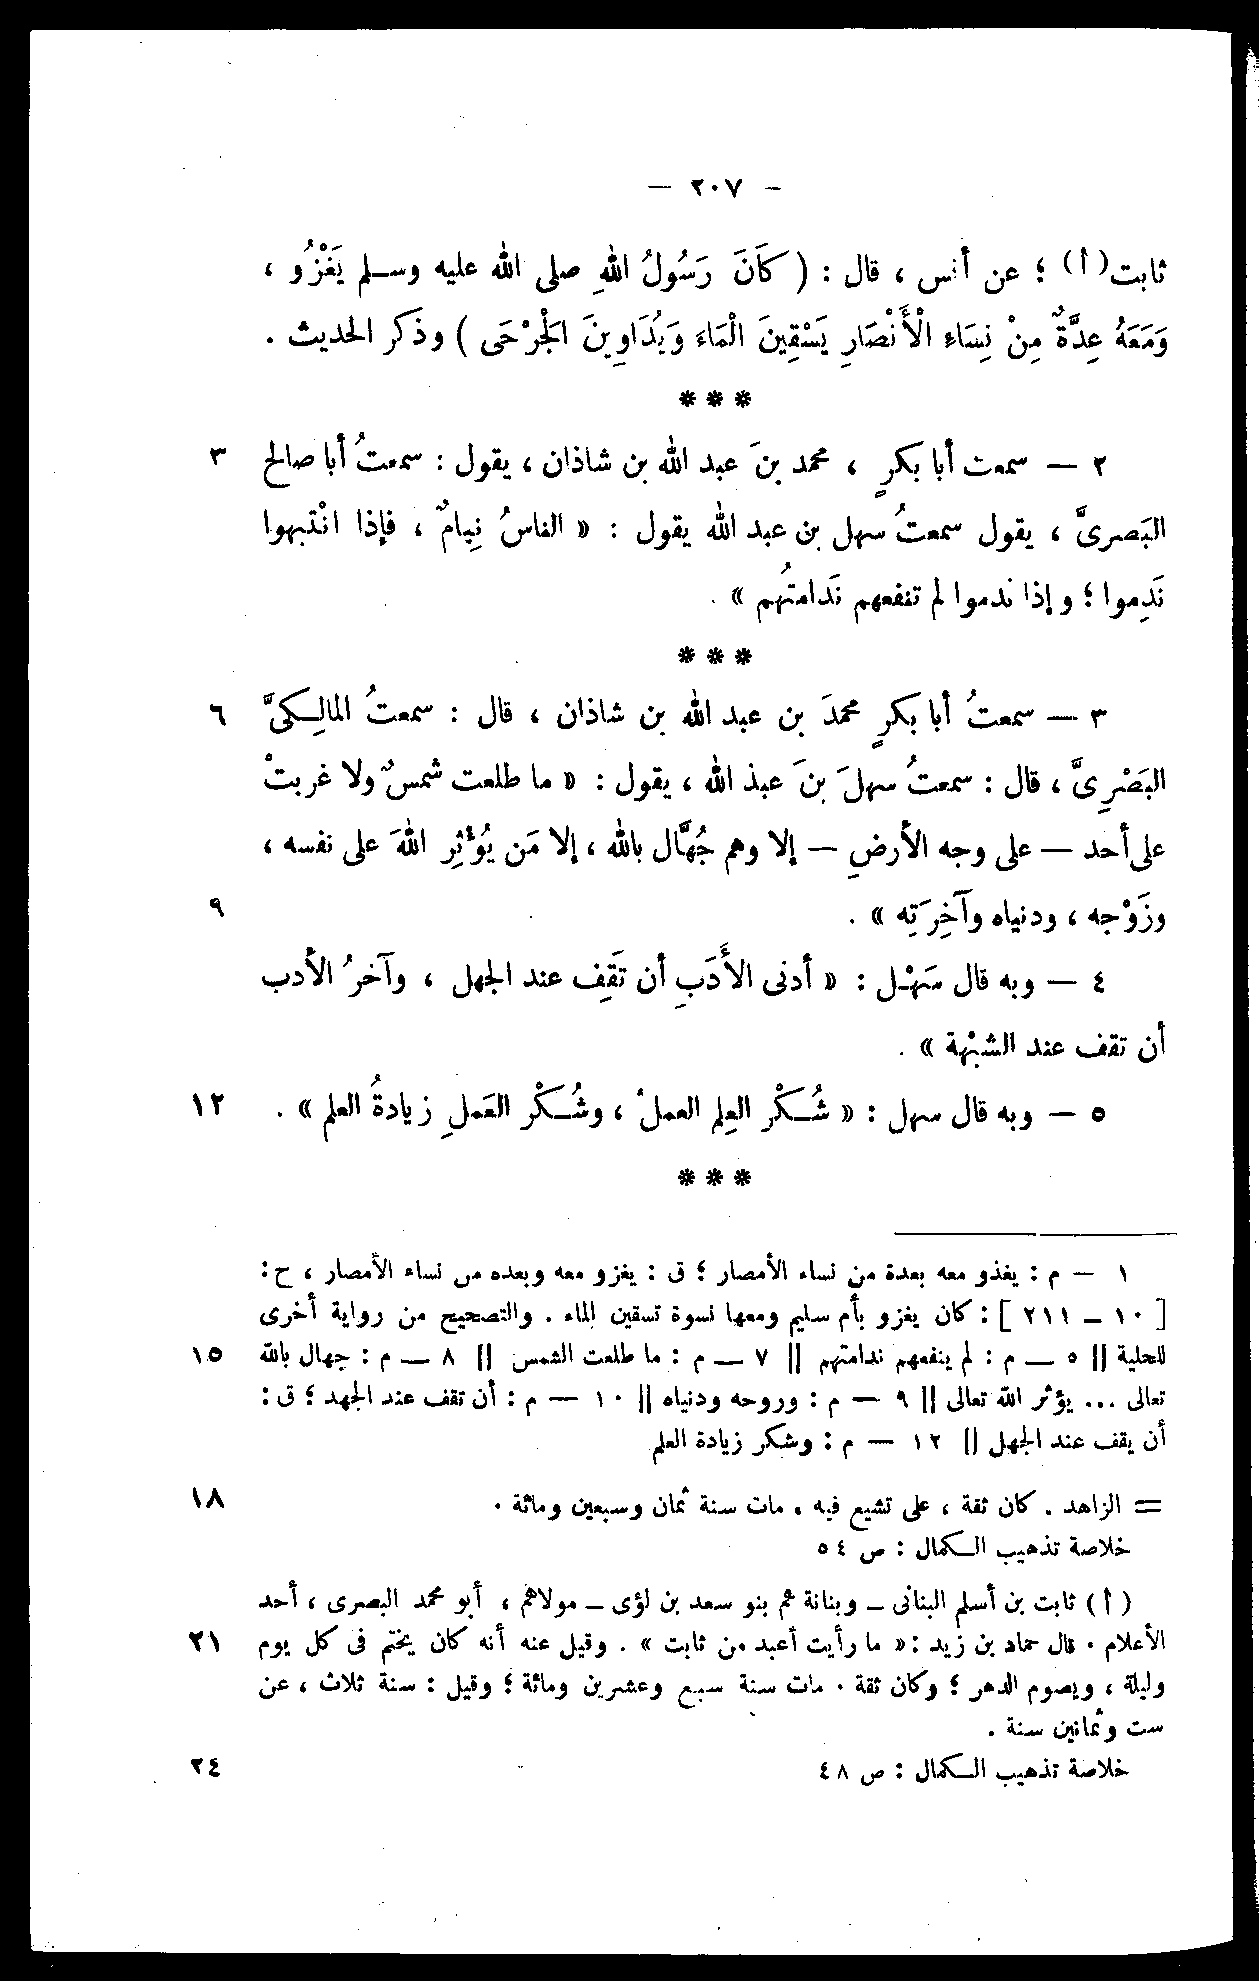 — ٢٠٧ —
ثابت(أ) ؛ عن أنس ، قال : ( كَانَ رَسُولُ اللهِ صلى الله عليه وسلم يَغْزُو ،
وَمَعَهُ عِدَّةٌ مِنْ نِسَاءِ الْأَنْصَارِ يَسْقِينَ الْمَاءَ وَيُدَاوِينَ الْجَرْحَى ) وذَكر الحديث .
* * *
٢ — سمعت أبا بكرٍ ، محمد بنَ عبد الله بن شاذان ، يقول : سمعتُ أبا صالح ٣
البَصرىَّ ، يقول سمعتُ سهل بن عبد الله يقول : « الناسُ نِيامٌ ، فإذا انْتبهوا
نَدِموا ؛ وإذا ندموا لم تنفعهم نَدامتُهم » .
* * *
٣ — سمعتُ أبا بكرٍ محمدَ بن عبد الله بن شاذان ، قال : سمعتُ المالِكىَّ ٦
البَصْرِىَّ ، قال : سمعتُ سهلَ بنَ عبذ الله ، يقول : « ما طلعت شمسٌ ولا غربتْ
على أحد — على وجه الأرضِ — إلا وهم جُهَّال بالله ، إلا مَن يُؤْثِر اللهَ على نفسه ،
وزَوْجه ، ودنياه وآخِرَتِه » . ٩
٤ — وبه قال سَهْل : « أدنى الأَدَبِ أن تَقِف عند الجهل ، وآخرُ الأدب
أن تقف عند الشبْهة » .
٥ — وبه قال سهل : « شُكْر العِلم العملُ ، وشُكْر العَملِ زيادةُ العلم » . ١٢
* * *
١ — م : يغذو معه بعدة من نساء الأمصار ؛ ق : يغزو معه وبعده من نساء الأمصار ، ح :
[ ١٠ — ٢١١ ] : كان يغزو بأم سليم ومعها نسوة تسقين الماء . والتصحيح من رواية أخرى
للحلية || ٥ — م : لم ينفعهم ندامتهم || ٧ — م : ما طلعت الشمس || ٨ — م : جهال بالله ١٥
تعالى ... يؤثر الله تعالى || ٩ — م : وروحه ودنياه || ١٠ — م : أن تقف عند الجهد ؛ ق :
أن يقف عند الجهل || ١٢ — م : وشكر زيادة العلم
= الزاهد . كان ثقة ، على تشيع فيه . مات سنة ثمان وسبعين ومائة . ١٨
خلاصة تذهيب الكمال : ص ٥٤
(أ) ثابت بن أسلم البنانى — وبنانة ثم بنو سعد بن لؤى — مولاهم ، أبو محمد البصرى ، أحد
الأعلام . قال حماد بن زيد : « ما رأيت أعبد من ثابت » . وقيل عنه أنه كان يختم فى كل يوم ٢١
وليلة ، ويصوم الدهر ؛ وكان ثقة . مات سنة سبع وعشرين ومائة ؛ وقيل : سنة ثلاث ، عن
ست وثمانين سنة .
خلاصة تذهيب الكمال : ص ٤٨ ٢٤